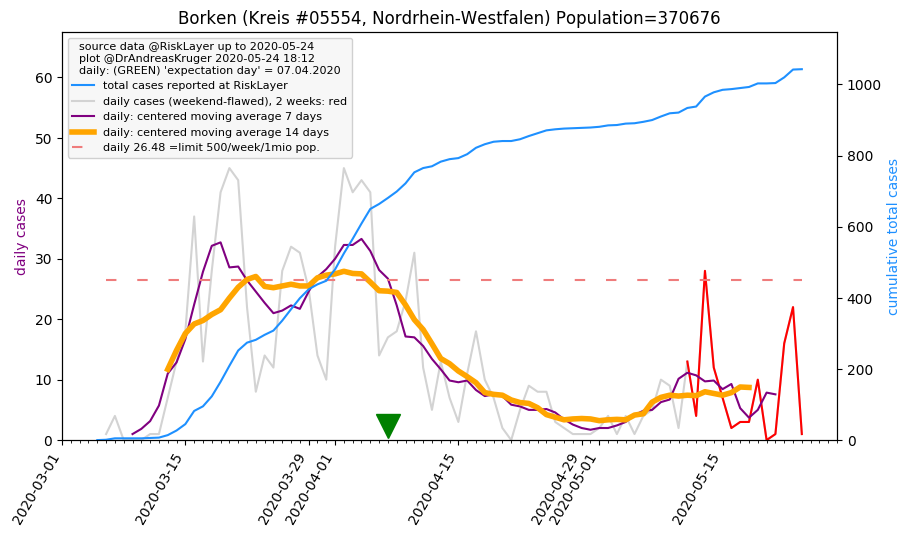 Borken (Kreis #05554, Nordrhein-Westfalen) Population=370676
source data @RiskLayer up to 2020-05-24
plot @DrAndreasKruger 2020-05-24 18:12
daily: (GREEN) 'expectation day' = 07.04.2020
total cases reported at RiskLayer
daily cases (weekend-flawed), 2 weeks: red
daily: centered moving average 7 days
daily: centered moving average 14 days
daily 26.48 =limit 500/week/1mio pop.
daily cases
60
50
40
30
20
10
0
cumulative total cases
1000
800
600
400
200
0
2020-03-01
2020-03-15
2020-03-29
2020-04-01
2020-04-15
2020-04-29
2020-05-01
2020-05-15